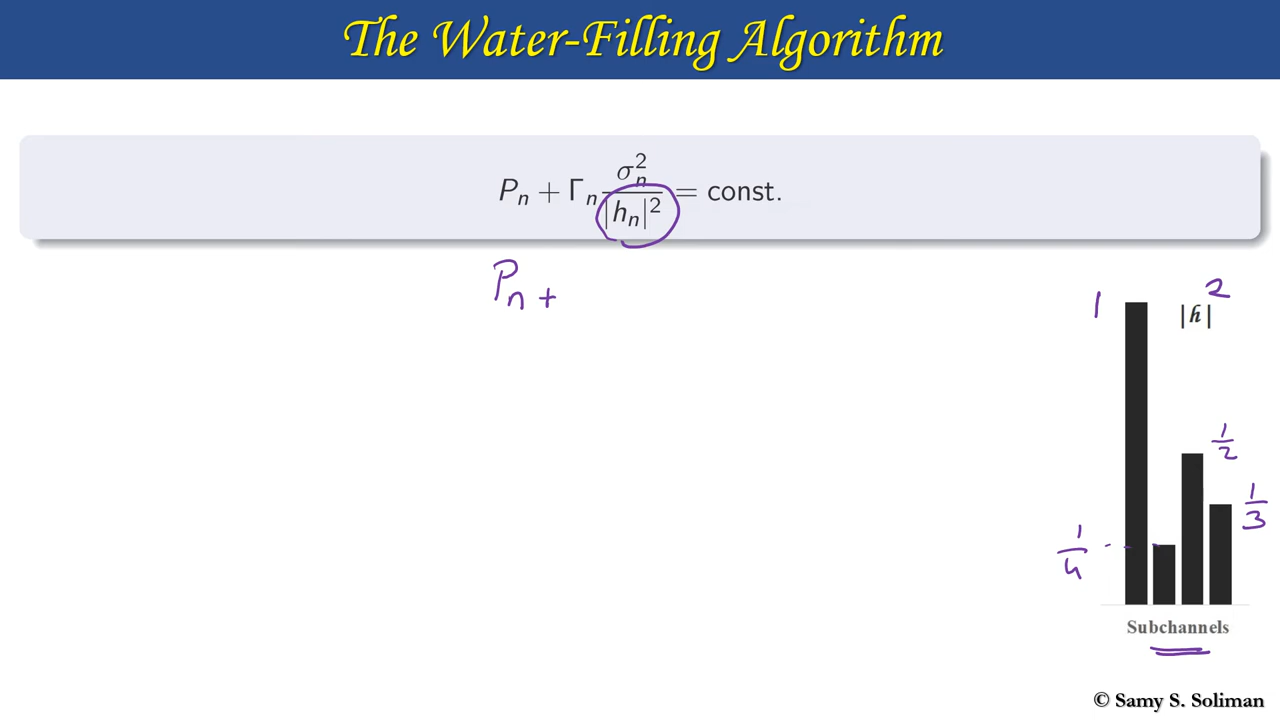 The Water-Filling Algorithm
Pₙ + Γₙ σₙ² / |hₙ|² = const.
Pₙ +
1
|h|²
1/2
1/3
1/4
Subchannels
© Samy S. Soliman